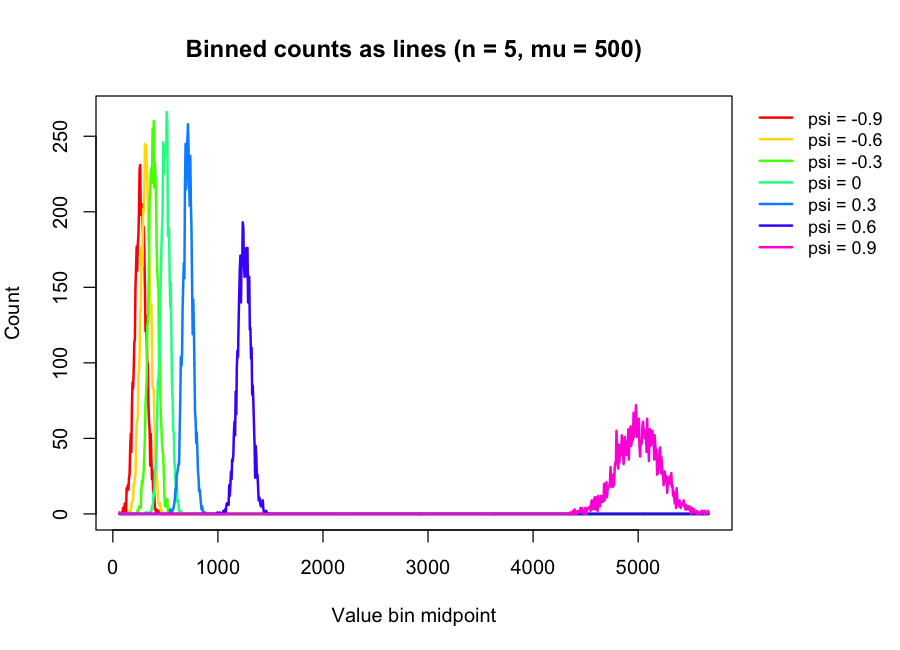 Binned counts as lines (n = 5, mu = 500)
250
200
150
100
50
0
Count
0 1000 2000 3000 4000 5000
Value bin midpoint
psi = -0.9
psi = -0.6
psi = -0.3
psi = 0
psi = 0.3
psi = 0.6
psi = 0.9